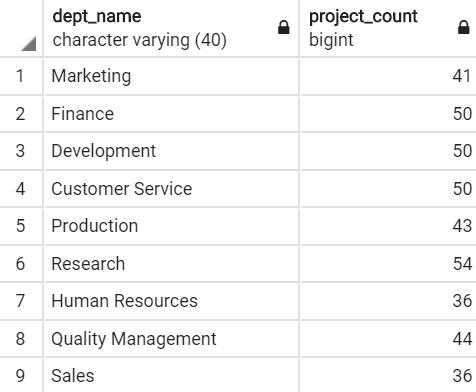 dept_name project_count
character varying (40) bigint
1 Marketing 41
2 Finance 50
3 Development 50
4 Customer Service 50
5 Production 43
6 Research 54
7 Human Resources 36
8 Quality Management 44
9 Sales 36